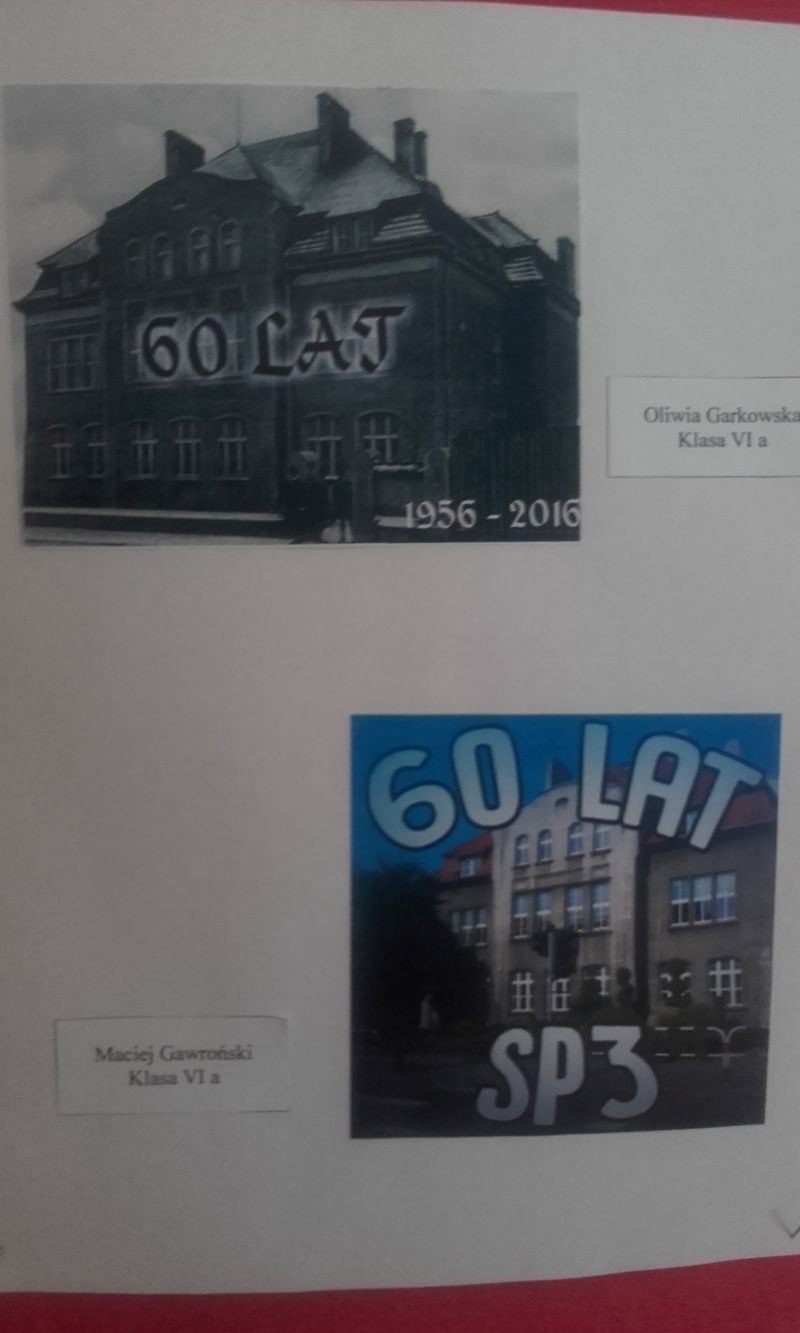 60 LAT
1956 - 2016
Oliwia Garkowska
Klasa VI a
60 LAT
SP3
Maciej Gawroński
Klasa VI a